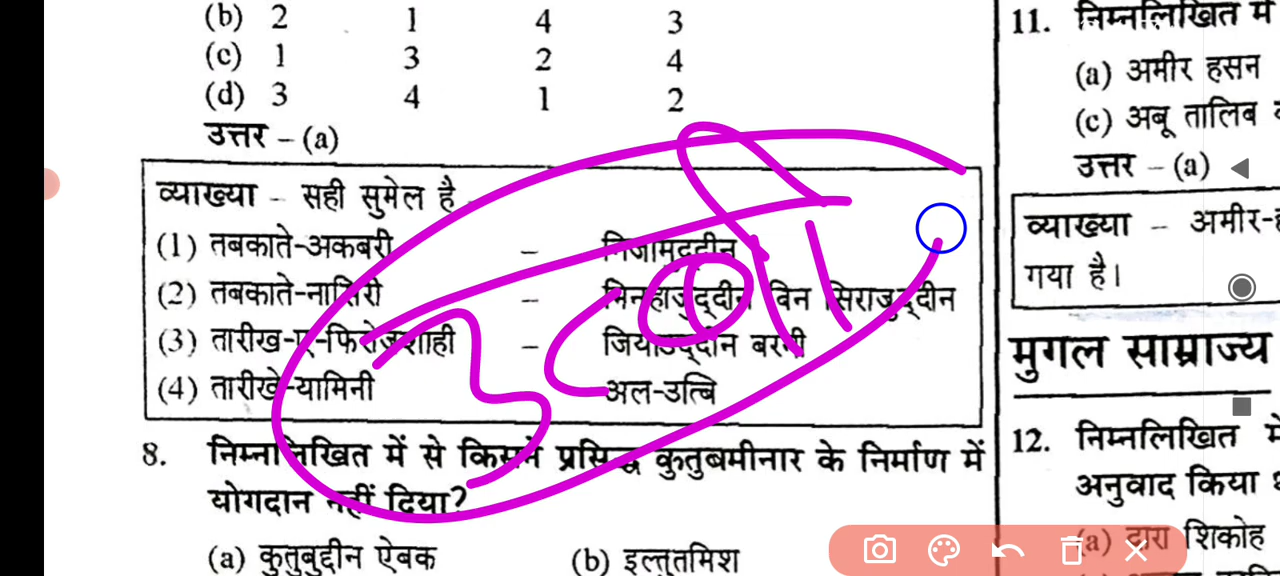 (b) 2 1 4 3
(c) 1 3 2 4
(d) 3 4 1 2
उत्तर – (a)
व्याख्या – सही सुमेल है
(1) तबकाते-अकबरी – निजामुद्दीन
(2) तबकाते-नासिरी – मिनहाजुद्दीन बिन सिराजुद्दीन
(3) तारीख-ए-फिरोजशाही – जियाउद्दीन बरनी
(4) तारीखे-यामिनी अल-उत्बि
8. निम्नलिखित में से किसने प्रसिद्ध कुतुबमीनार के निर्माण में
योगदान नहीं दिया?
(a) कुतुबुद्दीन ऐबक (b) इल्तुतमिश
11. निम्नलिखित में
(a) अमीर हसन
(c) अबू तालिब
उत्तर – (a)
व्याख्या – अमीर-
गया है।
मुगल साम्राज्य
12. निम्नलिखित में
अनुवाद किया
(a) दारा शिकोह